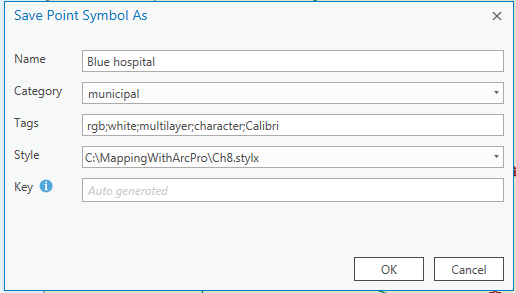 Save Point Symbol As
Name Blue hospital
Category municipal
Tags rgb;white;multilayer;character;Calibri
Style C:\MappingWithArcPro\Ch8.stylx
Key Auto generated
OK Cancel